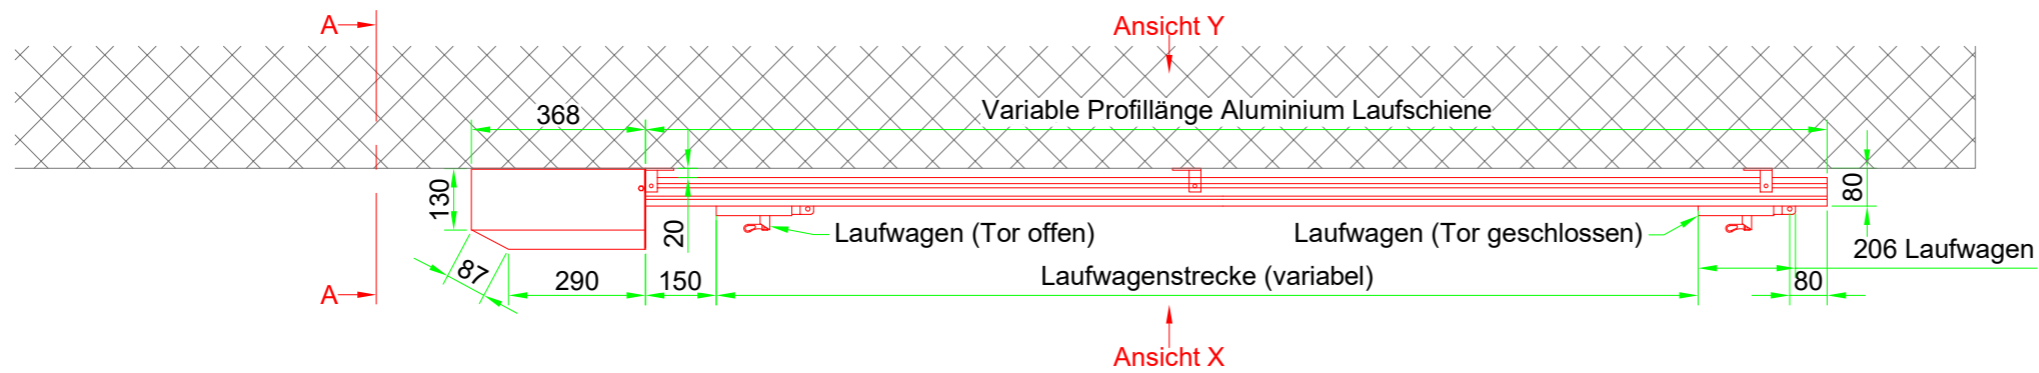 A
Ansicht Y
368
Variable Profillänge Aluminium Laufschiene
130
20
80
Laufwagen (Tor offen)
Laufwagen (Tor geschlossen)
206 Laufwagen
87
290
150
Laufwagenstrecke (variabel)
80
A
Ansicht X